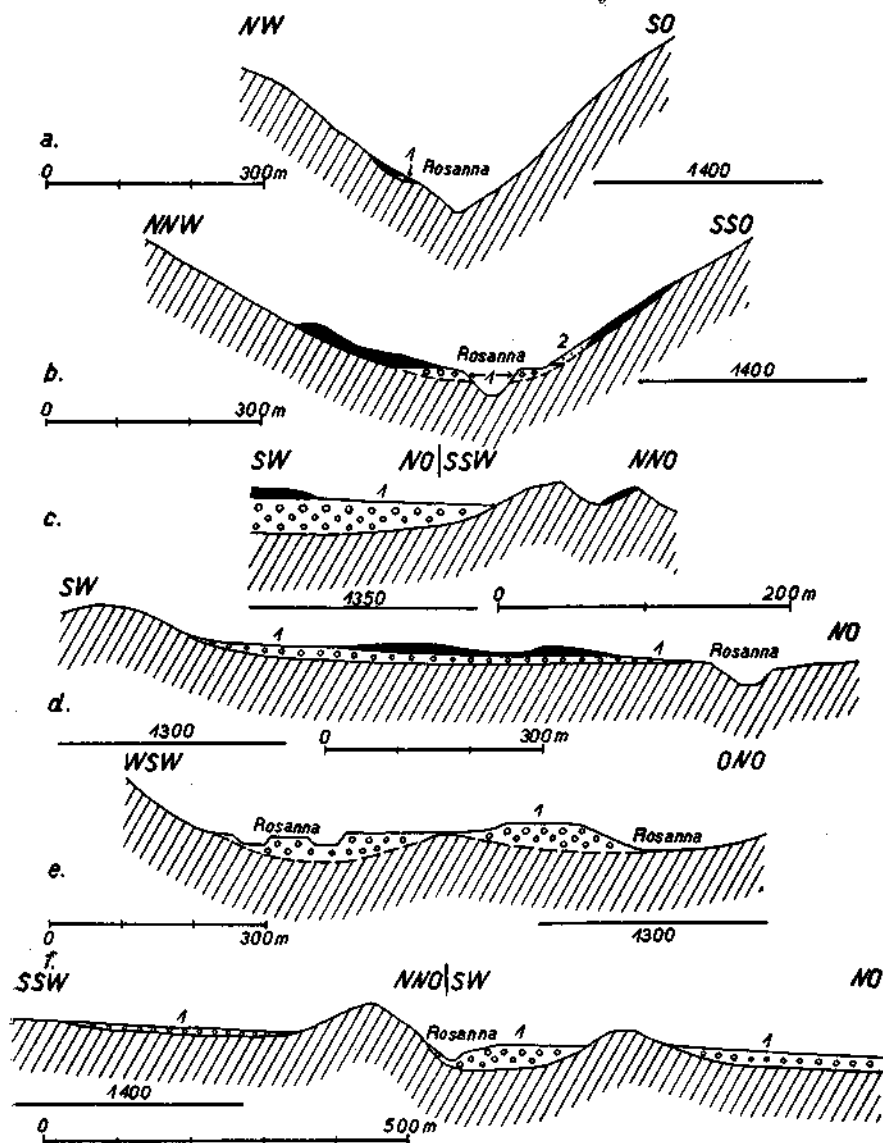 NW SO
a. 1 Rosanna
0 300m 1400
NNW SSO
Rosanna 2
b. 1
0 300m 1400
SW NO|SSW NNO
1
c.
1350 0 200m
SW NO
1 1 Rosanna
d.
1300 0 300m
WSW ONO
Rosanna 1 Rosanna
e.
0 300m 1300
f.
SSW NNO|SW NO
1 Rosanna 1 1
1400
0 500m